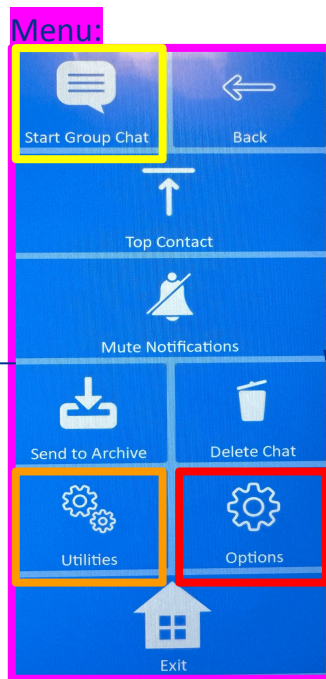 Menu:
Start Group Chat
Back
Top Contact
Mute Notifications
Send to Archive
Delete Chat
Utilities
Options
Exit